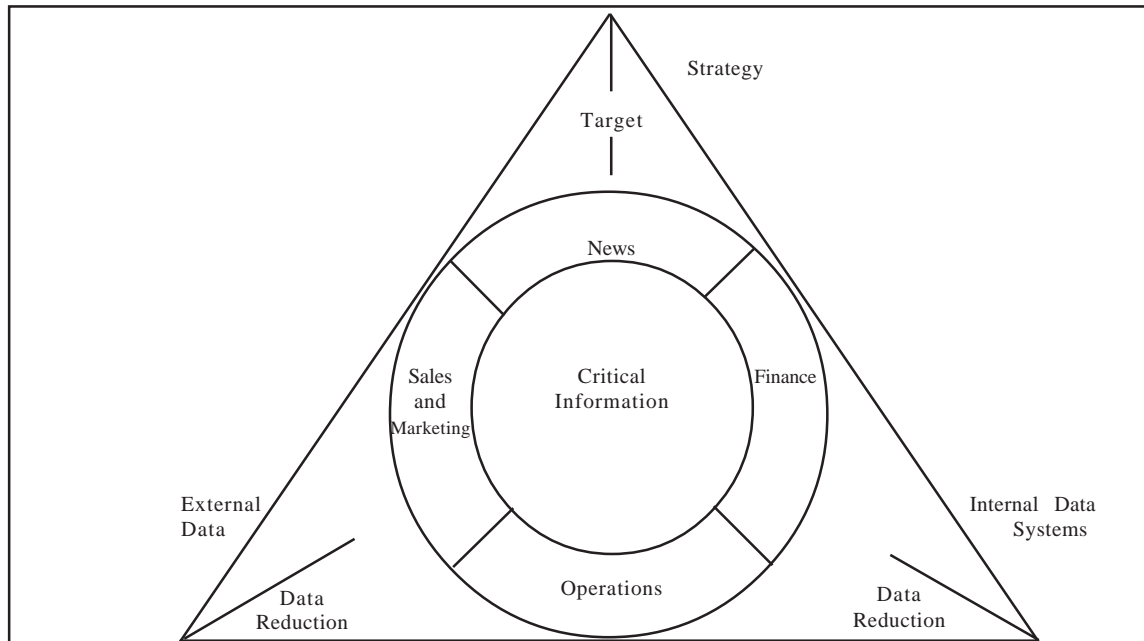 Strategy
Target
News
Sales
and
Marketing
Critical
Information
Finance
External
Data
Internal Data
Systems
Operations
Data
Reduction
Data
Reduction